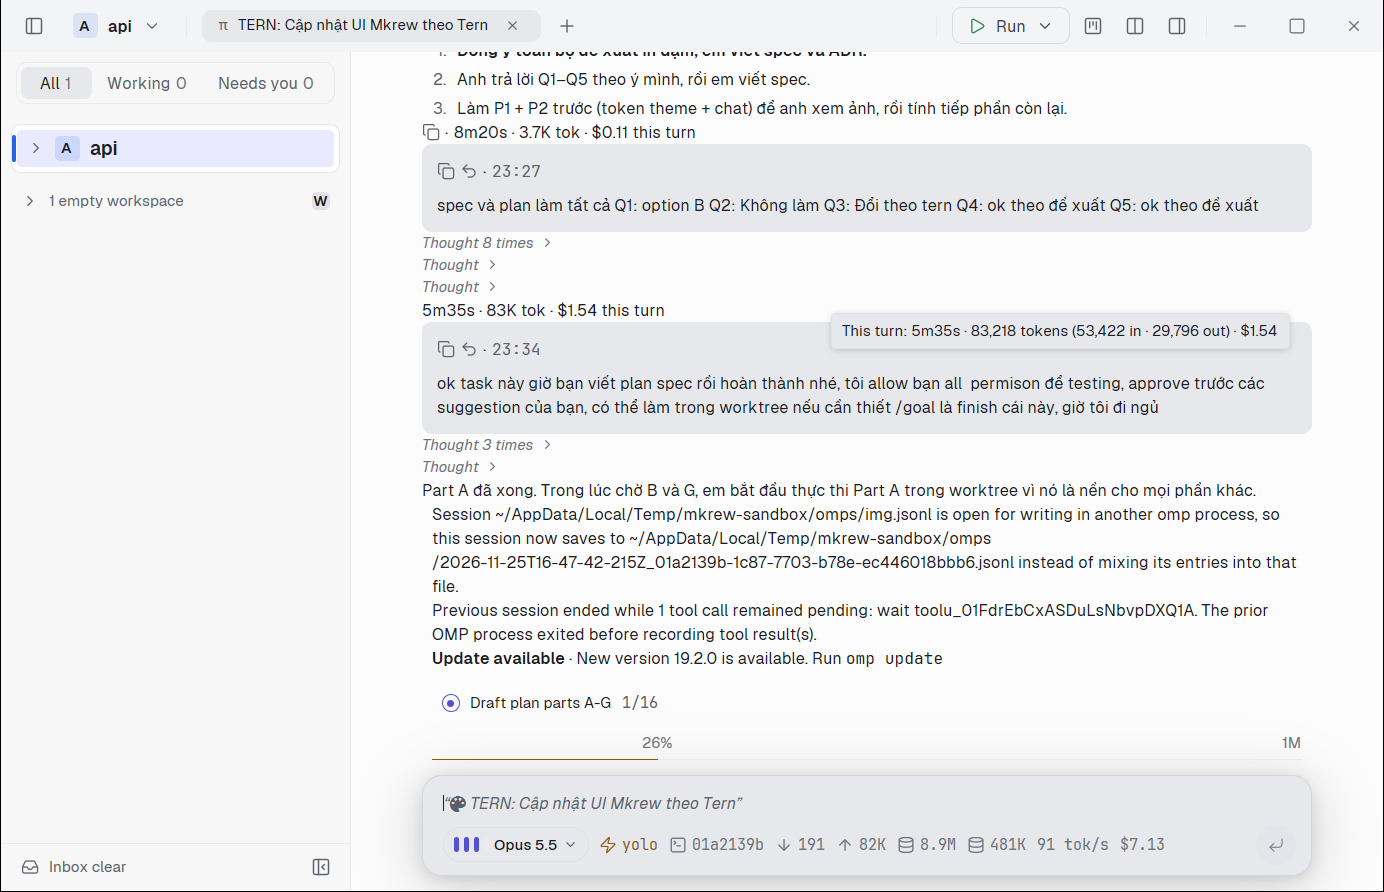 A api
π TERN: Cập nhật UI Mkrew theo Tern
Run
All 1 Working 0 Needs you 0
A api
1 empty workspace W
1. Đồng ý toàn bộ đề xuất in đậm, em viết spec và ADR.
2. Anh trả lời Q1–Q5 theo ý mình, rồi em viết spec.
3. Làm P1 + P2 trước (token theme + chat) để anh xem ảnh, rồi tính tiếp phần còn lại.
· 8m20s · 3.7K tok · $0.11 this turn
· 23:27
spec và plan làm tất cả Q1: option B Q2: Không làm Q3: Đổi theo tern Q4: ok theo đề xuất Q5: ok theo đề xuất
Thought 8 times
Thought
Thought
5m35s · 83K tok · $1.54 this turn
This turn: 5m35s · 83,218 tokens (53,422 in · 29,796 out) · $1.54
· 23:34
ok task này giờ bạn viết plan spec rồi hoàn thành nhé, tôi allow bạn all permison để testing, approve trước các
suggestion của bạn, có thể làm trong worktree nếu cần thiết /goal là finish cái này, giờ tôi đi ngủ
Thought 3 times
Thought
Part A đã xong. Trong lúc chờ B và G, em bắt đầu thực thi Part A trong worktree vì nó là nền cho mọi phần khác.
Session ~/AppData/Local/Temp/mkrew-sandbox/omps/img.jsonl is open for writing in another omp process, so
this session now saves to ~/AppData/Local/Temp/mkrew-sandbox/omps
/2026-11-25T16-47-42-215Z_01a2139b-1c87-7703-b78e-ec446018bbb6.jsonl instead of mixing its entries into that
file.
Previous session ended while 1 tool call remained pending: wait toolu_01FdrEbCxASDuLsNbvpDXQ1A. The prior
OMP process exited before recording tool result(s).
Update available · New version 19.2.0 is available. Run omp update
Draft plan parts A-G 1/16
26% 1M
“🎨 TERN: Cập nhật UI Mkrew theo Tern”
Opus 5.5 yolo 01a2139b ↓ 191 ↑ 82K 8.9M 481K 91 tok/s $7.13
Inbox clear